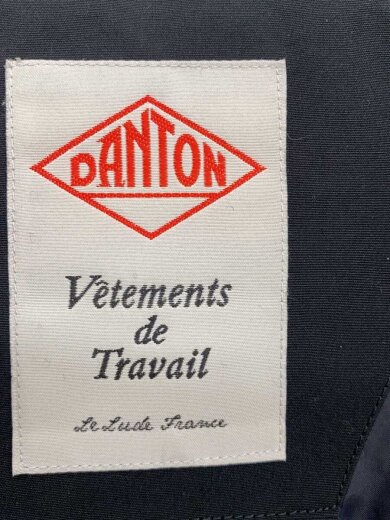 DANTON
Vêtements
de
Travail
Le Lude France